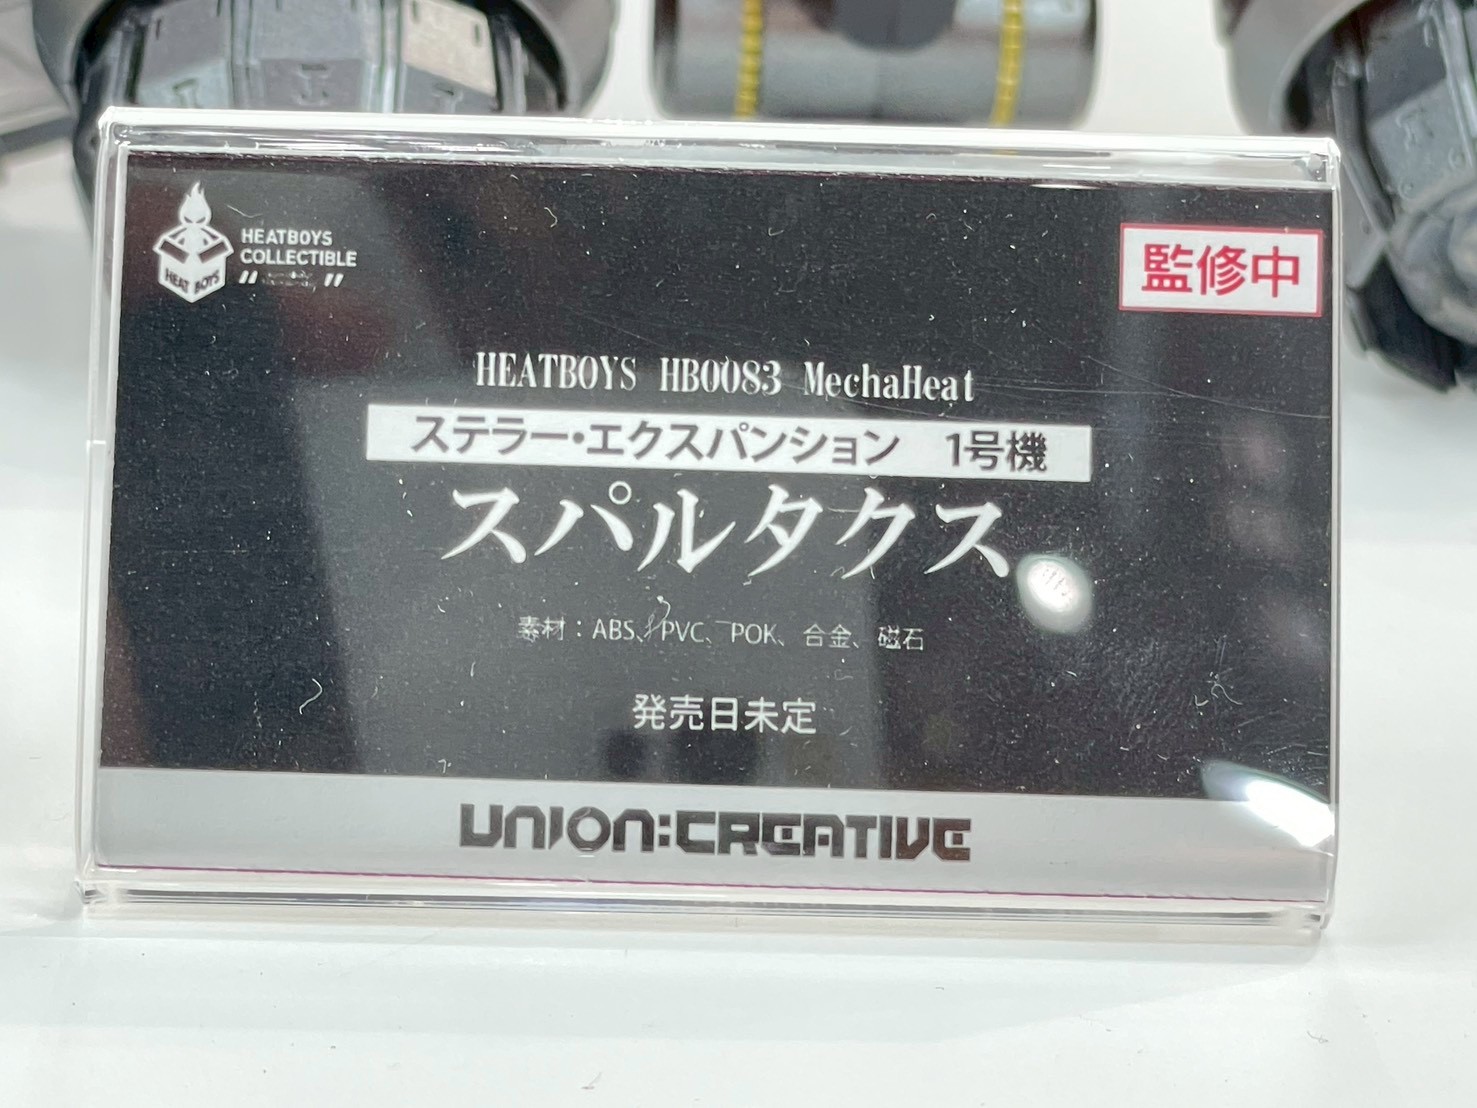 HEATBOYS
COLLECTIBLE
HEAT BOYS
監修中
HEATBOYS HB0083 MechaHeat
ステラー・エクスパンション 1号機
スパルタクス
素材：ABS、PVC、POK、合金、磁石
発売日未定
UNION:CREATIVE